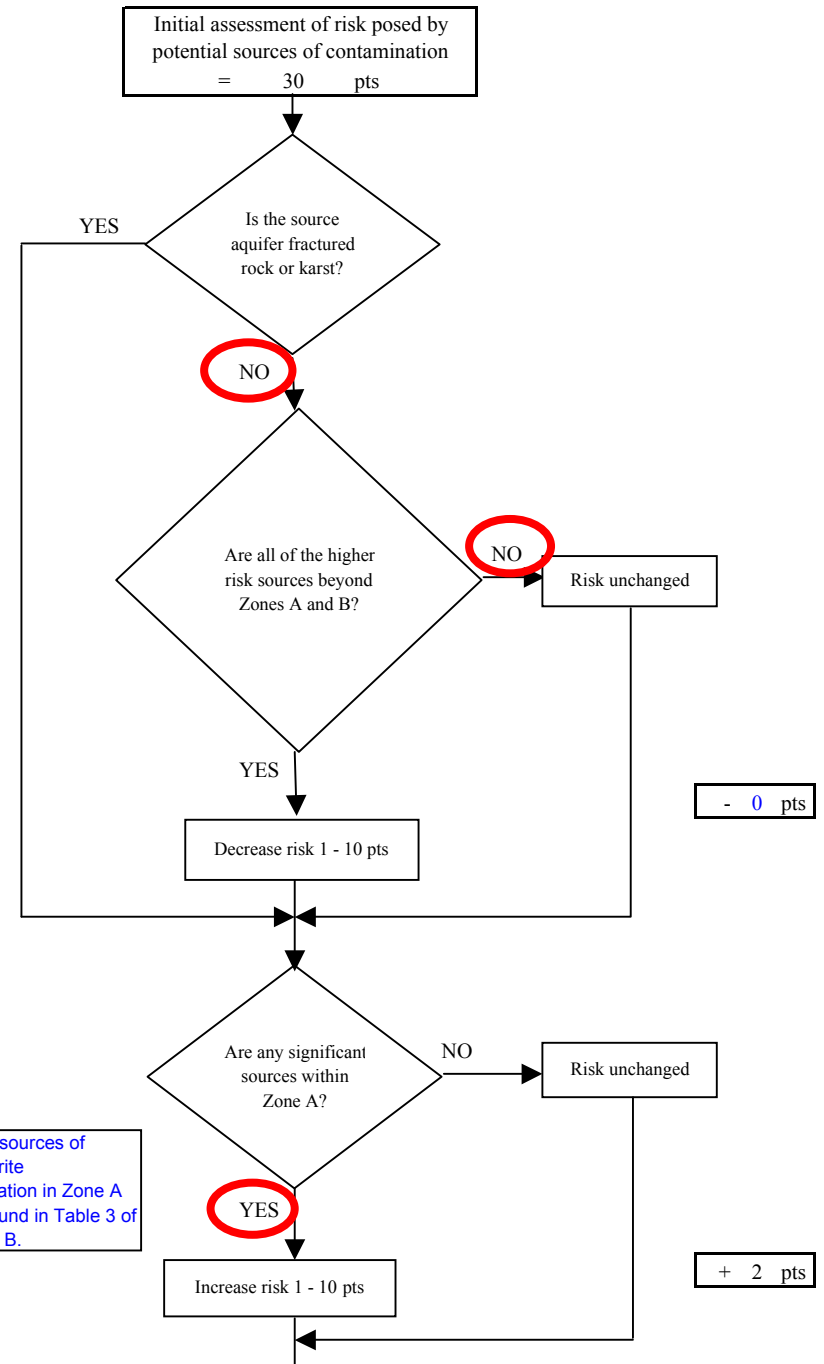 Initial assessment of risk posed by
potential sources of contamination
= 30 pts
YES
Is the source
aquifer fractured
rock or karst?
NO
Are all of the higher
risk sources beyond
Zones A and B?
NO
Risk unchanged
YES
- 0 pts
Decrease risk 1 - 10 pts
Are any significant
sources within
Zone A?
NO
Risk unchanged
sources of
rite
ation in Zone A
und in Table 3 of
B.
YES
Increase risk 1 - 10 pts
+ 2 pts